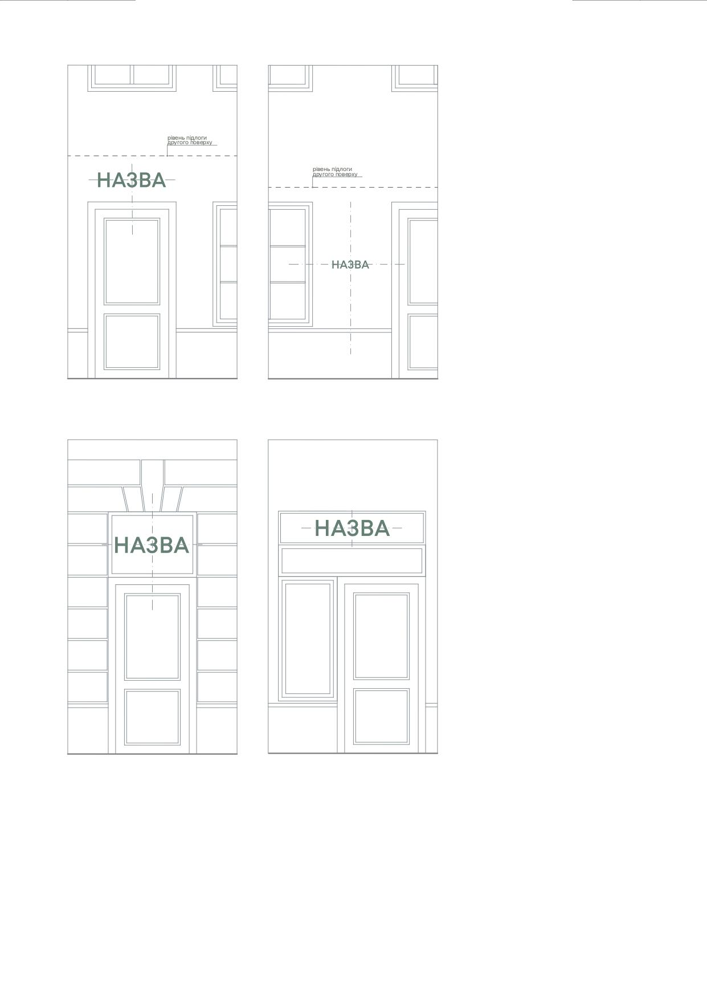 рівень підлоги
другого поверху
НАЗВА
рівень підлоги
другого поверху
НАЗВА
НАЗВА
НАЗВА